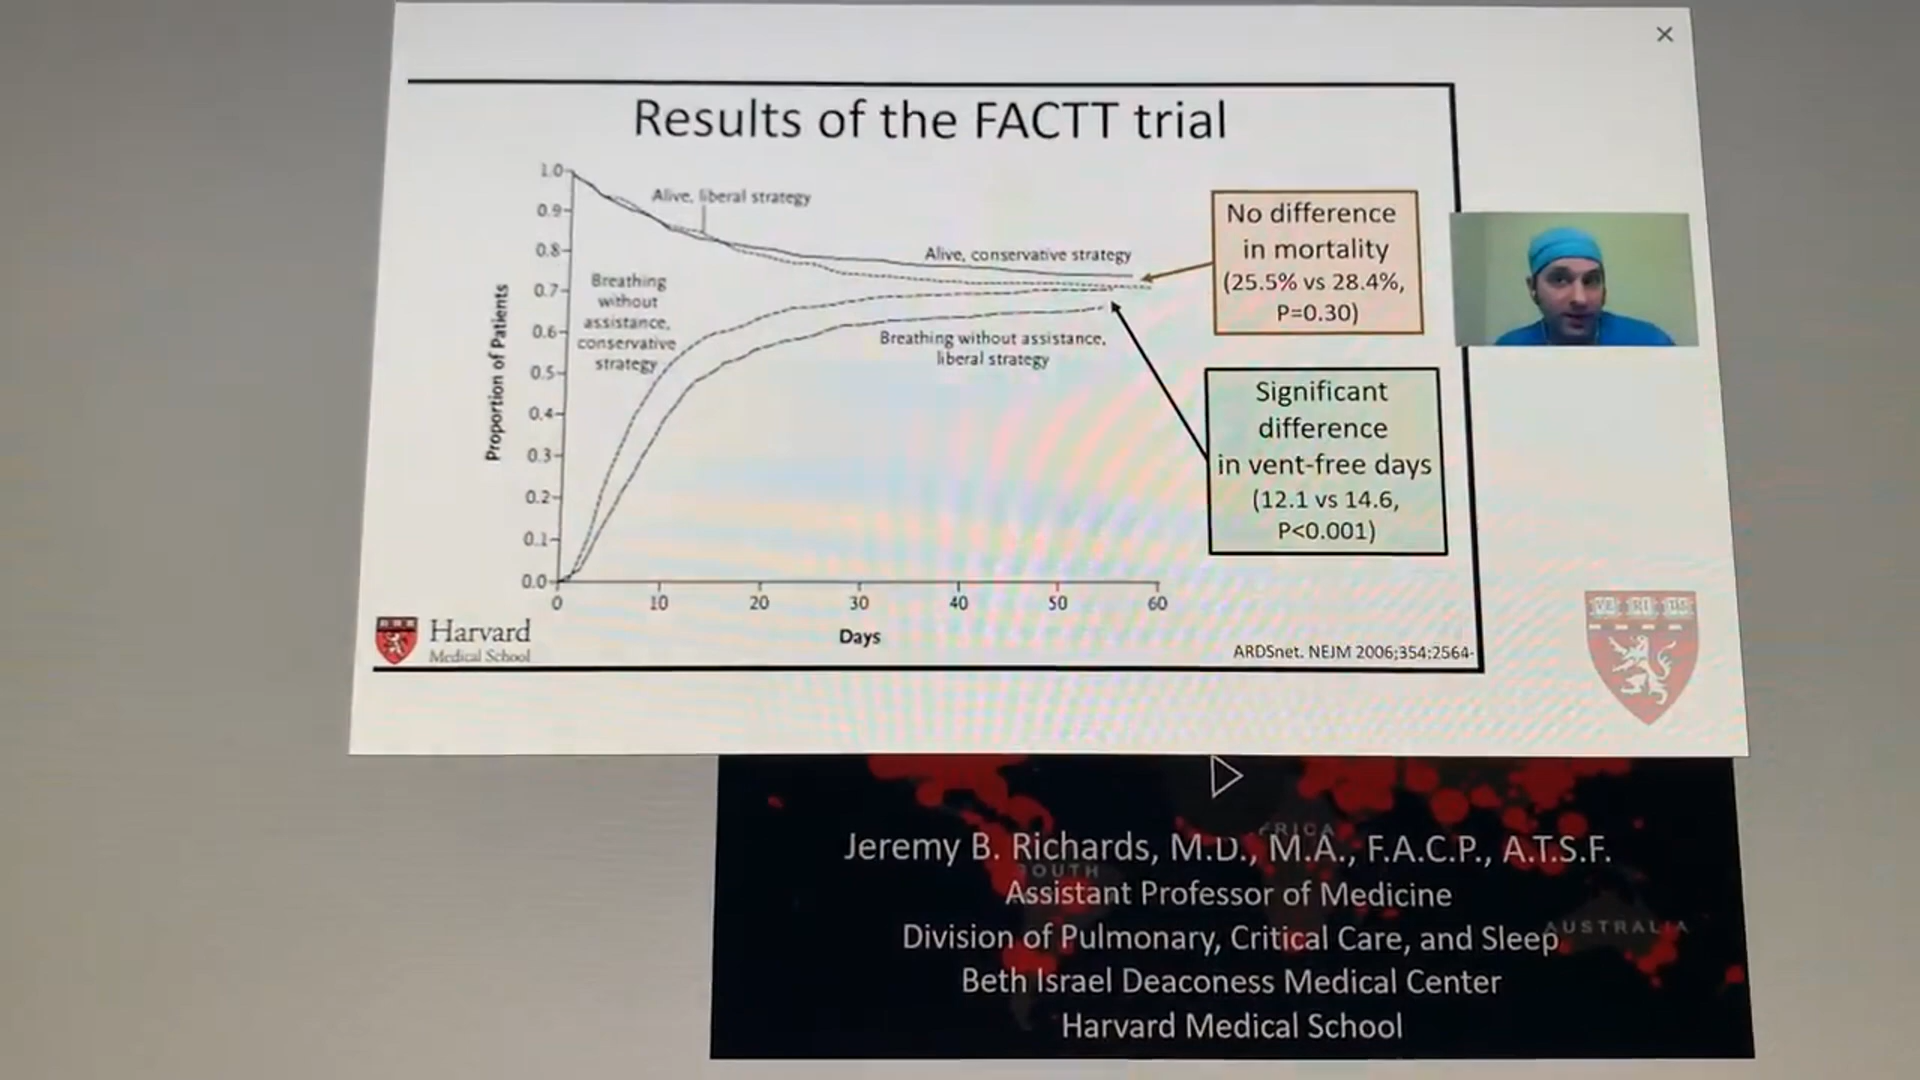 Results of the FACTT trial
1.0
0.9
0.8
0.7
0.6
0.5
0.4
0.3
0.2
0.1
0.0
Proportion of Patients
Alive, liberal strategy
Alive, conservative strategy
Breathing
without
assistance,
conservative
strategy
Breathing without assistance,
liberal strategy
0 10 20 30 40 50 60
Days
No difference
in mortality
(25.5% vs 28.4%,
P=0.30)
Significant
difference
in vent-free days
(12.1 vs 14.6,
P<0.001)
Harvard
Medical School
ARDSnet. NEJM 2006;354:2564-
VE RI TAS
Jeremy B. Richards, M.D., M.A., F.A.C.P., A.T.S.F.
Assistant Professor of Medicine
Division of Pulmonary, Critical Care, and Sleep
Beth Israel Deaconess Medical Center
Harvard Medical School
AUSTRALIA